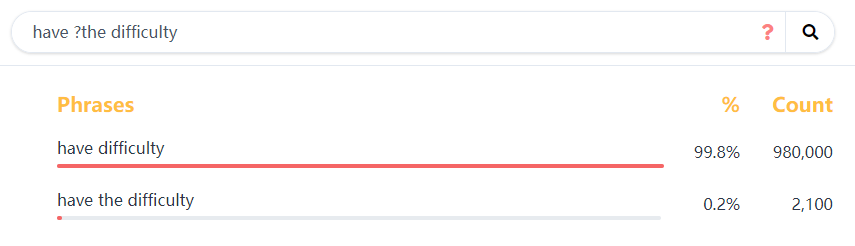 have ?the difficulty ?
Phrases % Count
have difficulty 99.8% 980,000
have the difficulty 0.2% 2,100